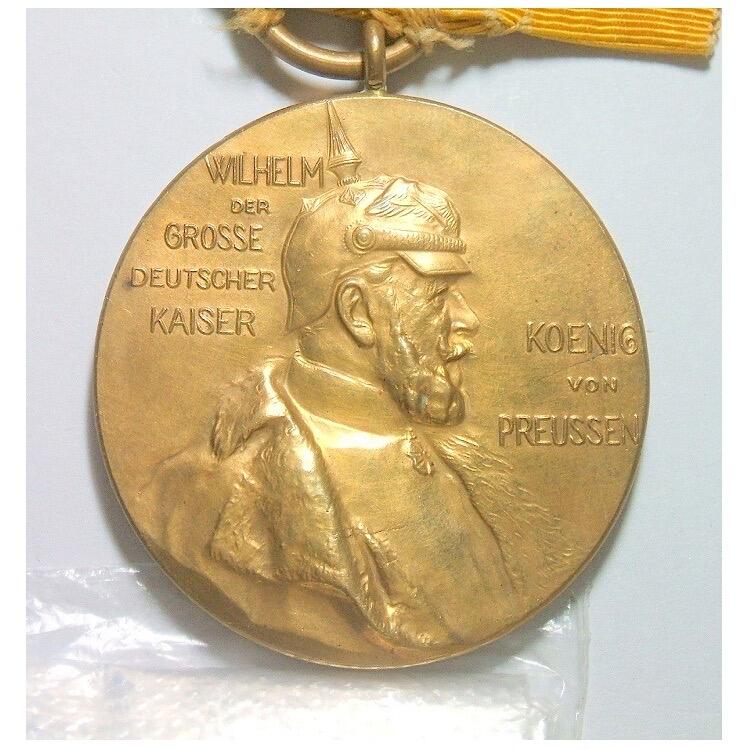 WILHELM
DER
GROSSE
DEUTSCHER
KAISER
KOENIG
VON
PREUSSEN